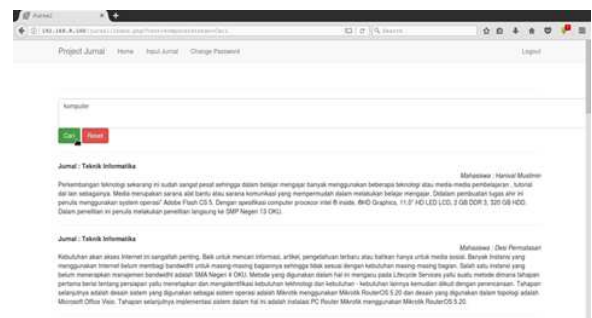 Jurnal
Search
Project Jurnal Home Input Jurnal Change Password Logout
komputer
Cari Reset
Jurnal : Teknik Informatika
Mahasiswa : Harisval Muslimin
Perkembangan teknologi sekarang ini sudah sangat pesat sehingga dalam belajar mengajar banyak menggunakan beberapa teknologi atau media-media pembelajaran , tutorial
dal lain sebagainya. Media merupakan sarana alat bantu atau sarana komunikasi yang mempermudah dalam melakukan belajar mengajar. Didalam pembuatan tugas ahir ini
penulis menggunakan system operasi" Adobe Flash CS.5. Dengan spesifikasi computer procecor intel ® inside, ®HD Graphics, 11.5" HD LED LCD, 2 GB DDR 3, 320 GB HDD.
Dalam penelitian ini penulis melakukan penelitian langsung ke SMP Negeri 13 OKU.
Jurnal : Teknik Informatika
Mahasiswa : Desi Permatasari
Kebutuhan akan akses Internet ini sangatlah penting. Baik untuk mencari informasi, artikel, pengetahuan terbaru atau bahkan hanya untuk media sosial. Banyak Instansi yang
menggunakan Internet belum membagi bandwidth untuk masing-masing bagiannya sehingga tidak sesuai dengan kebutuhan masing-masing bagian. Salah satu instansi yang
belum menerapkan manajemen bandwidth adalah SMA Negeri 4 OKU. Metode yang digunakan dalam hal ini mengacu pada Lifecycle Services yaitu suatu metode dimana tahapan
pertama berisi tentang persiapan yaitu menetapkan dan mengidentifikasi kebutuhan tekhnologi dan kebutuhan - kebutuhan lainnya kemudian diikuti dengan perencanaan. Tahapan
selanjutnya adalah desain sistem yang digunakan sebagai sistem operasi adalah Mikrotik menggunakan Mikrotik RouterOS 5.20 dan desain yang digunakan dalam topologi adalah
Microsoft Office Visio. Tahapan selanjutnya implementasi sistem dalam hal ini adalah instalasi PC Router Mikrotik menggunakan Mikrotik RouterOS 5.20.